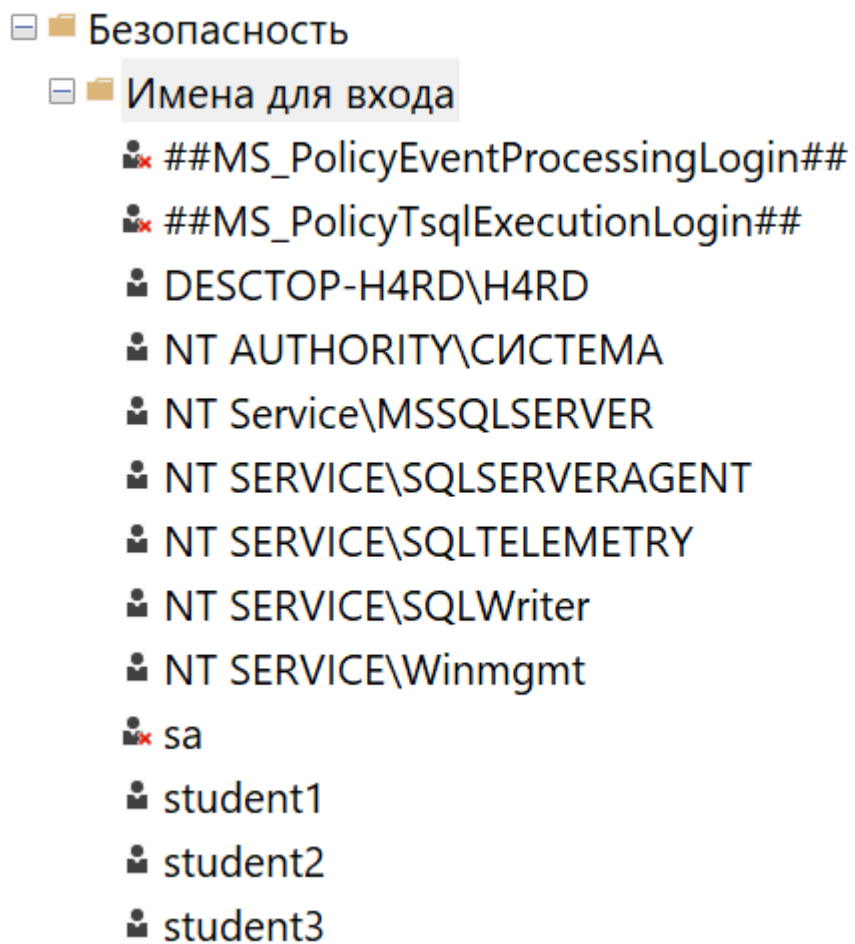 Безопасность
Имена для входа
##MS_PolicyEventProcessingLogin##
##MS_PolicyTsqlExecutionLogin##
DESCTOP-H4RD\H4RD
NT AUTHORITY\СИСТЕМА
NT Service\MSSQLSERVER
NT SERVICE\SQLSERVERAGENT
NT SERVICE\SQLTELEMETRY
NT SERVICE\SQLWriter
NT SERVICE\Winmgmt
sa
student1
student2
student3